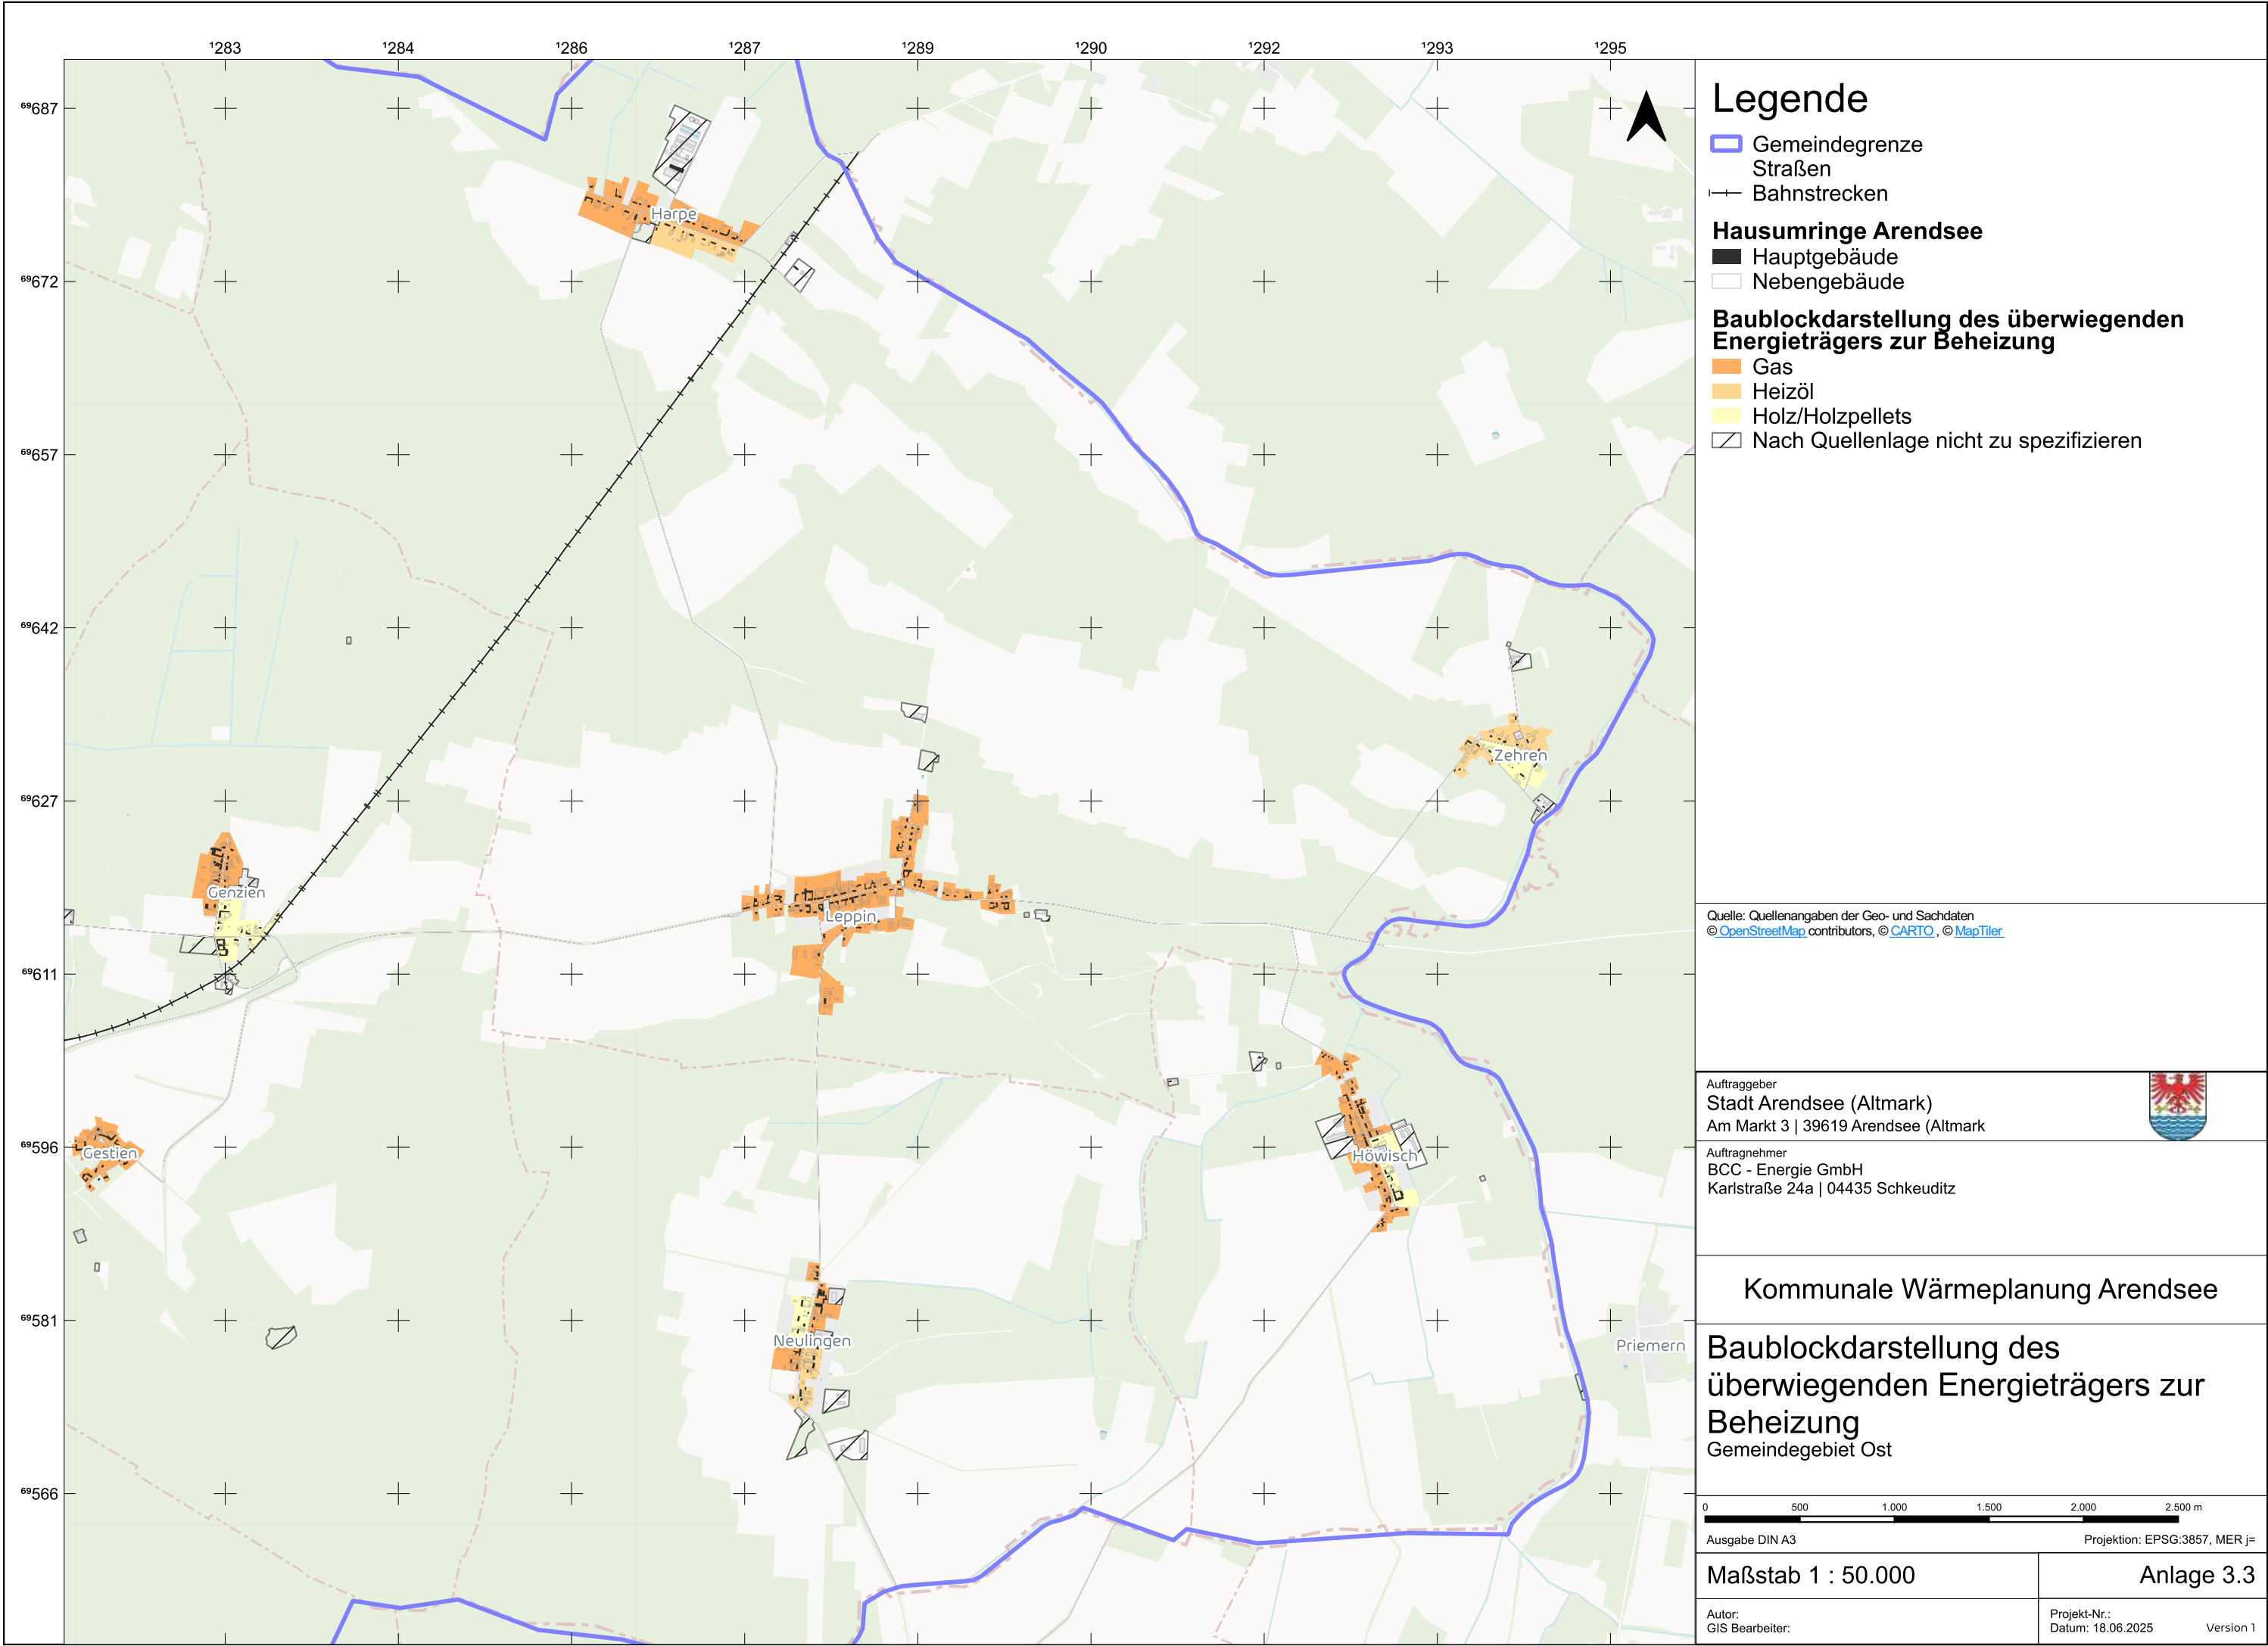 ¹283 ¹284 ¹286 ¹287 ¹289 ¹290 ¹292 ¹293 ¹295
⁶⁹687
⁶⁹672
⁶⁹657
⁶⁹642
⁶⁹627
⁶⁹611
⁶⁹596
⁶⁹581
⁶⁹566
Harpe
Zehren
Genzien
Leppin
Gestien
Höwisch
Neulingen
Priemern
Legende
Gemeindegrenze
Straßen
Bahnstrecken
Hausumringe Arendsee
Hauptgebäude
Nebengebäude
Baublockdarstellung des überwiegenden
Energieträgers zur Beheizung
Gas
Heizöl
Holz/Holzpellets
Nach Quellenlage nicht zu spezifizieren
Quelle: Quellenangaben der Geo- und Sachdaten
© OpenStreetMap contributors, © CARTO , © MapTiler
Auftraggeber
Stadt Arendsee (Altmark)
Am Markt 3 | 39619 Arendsee (Altmark
Auftragnehmer
BCC - Energie GmbH
Karlstraße 24a | 04435 Schkeuditz
Kommunale Wärmeplanung Arendsee
Baublockdarstellung des
überwiegenden Energieträgers zur
Beheizung
Gemeindegebiet Ost
0 500 1.000 1.500 2.000 2.500 m
Ausgabe DIN A3 Projektion: EPSG:3857, MER j=
Maßstab 1 : 50.000 Anlage 3.3
Autor:
GIS Bearbeiter:
Projekt-Nr.:
Datum: 18.06.2025 Version 1